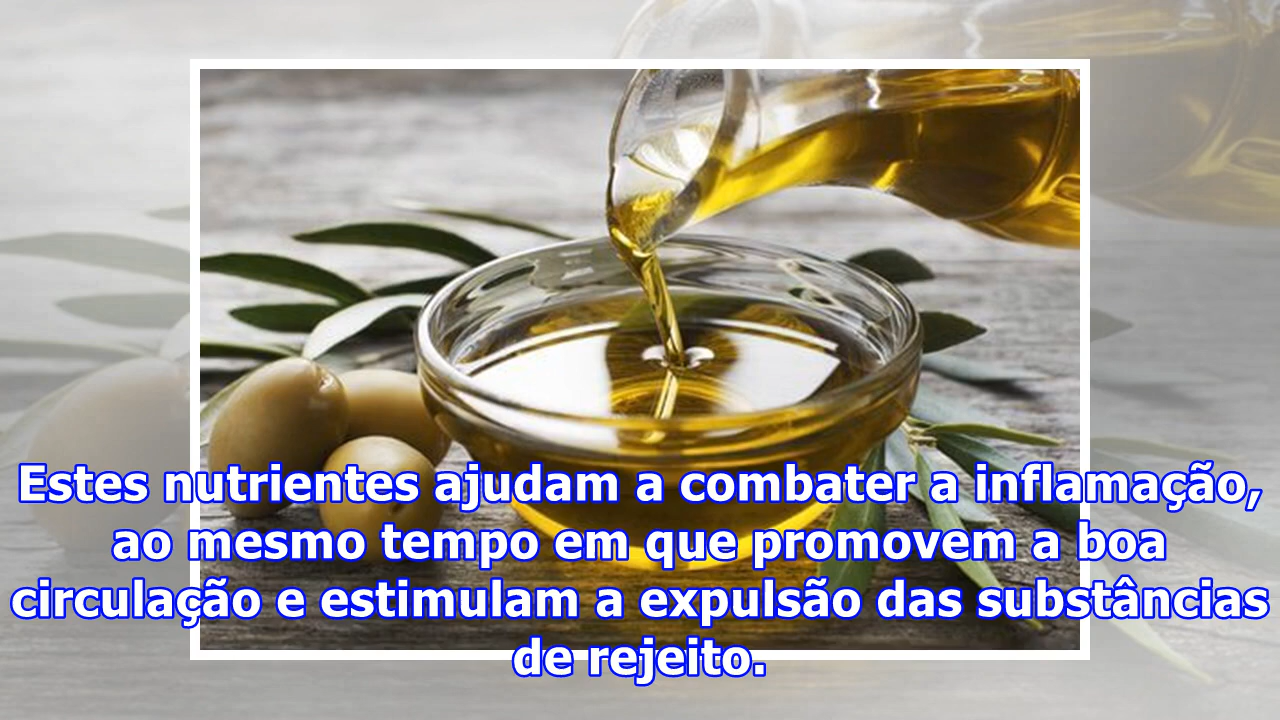 Estes nutrientes ajudam a combater a inflamação,
ao mesmo tempo em que promovem a boa
circulação e estimulam a expulsão das substâncias
de rejeito.